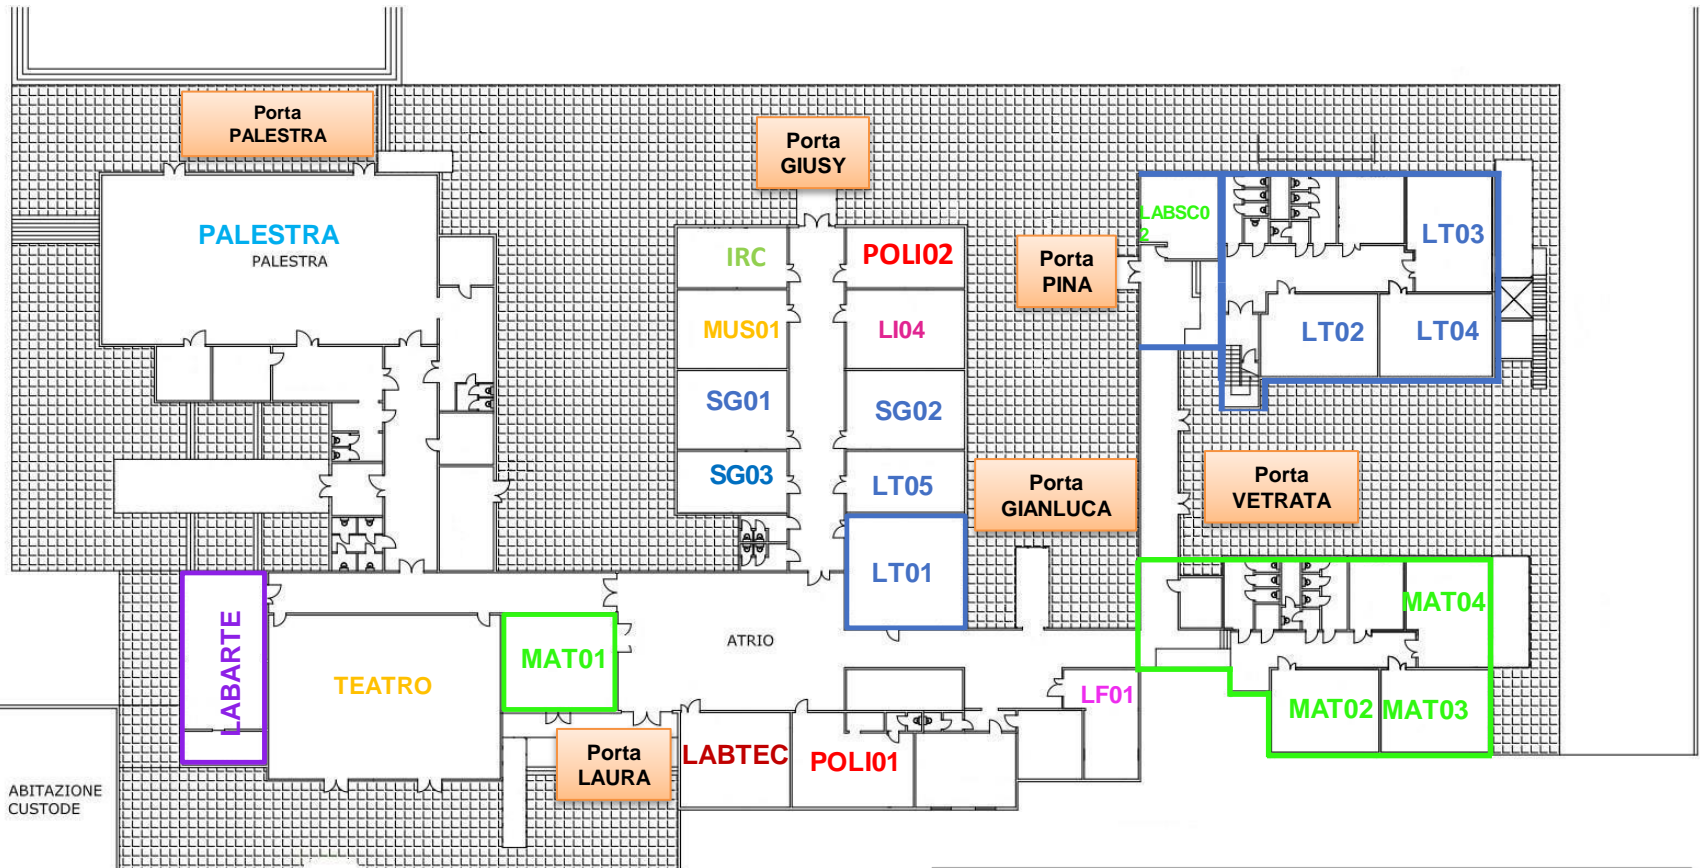 Porta
PALESTRA
Porta
GIUSY
PALESTRA
PALESTRA
IRC
POLI02
Porta
PINA
LABSC0
2
LT03
MUS01
LI04
LT02
LT04
SG01
SG02
SG03
LT05
Porta
GIANLUCA
Porta
VETRATA
LT01
LABARTE
TEATRO
MAT01
ATRIO
MAT04
LF01
MAT02
MAT03
Porta
LAURA
LABTEC
POLI01
ABITAZIONE
CUSTODE